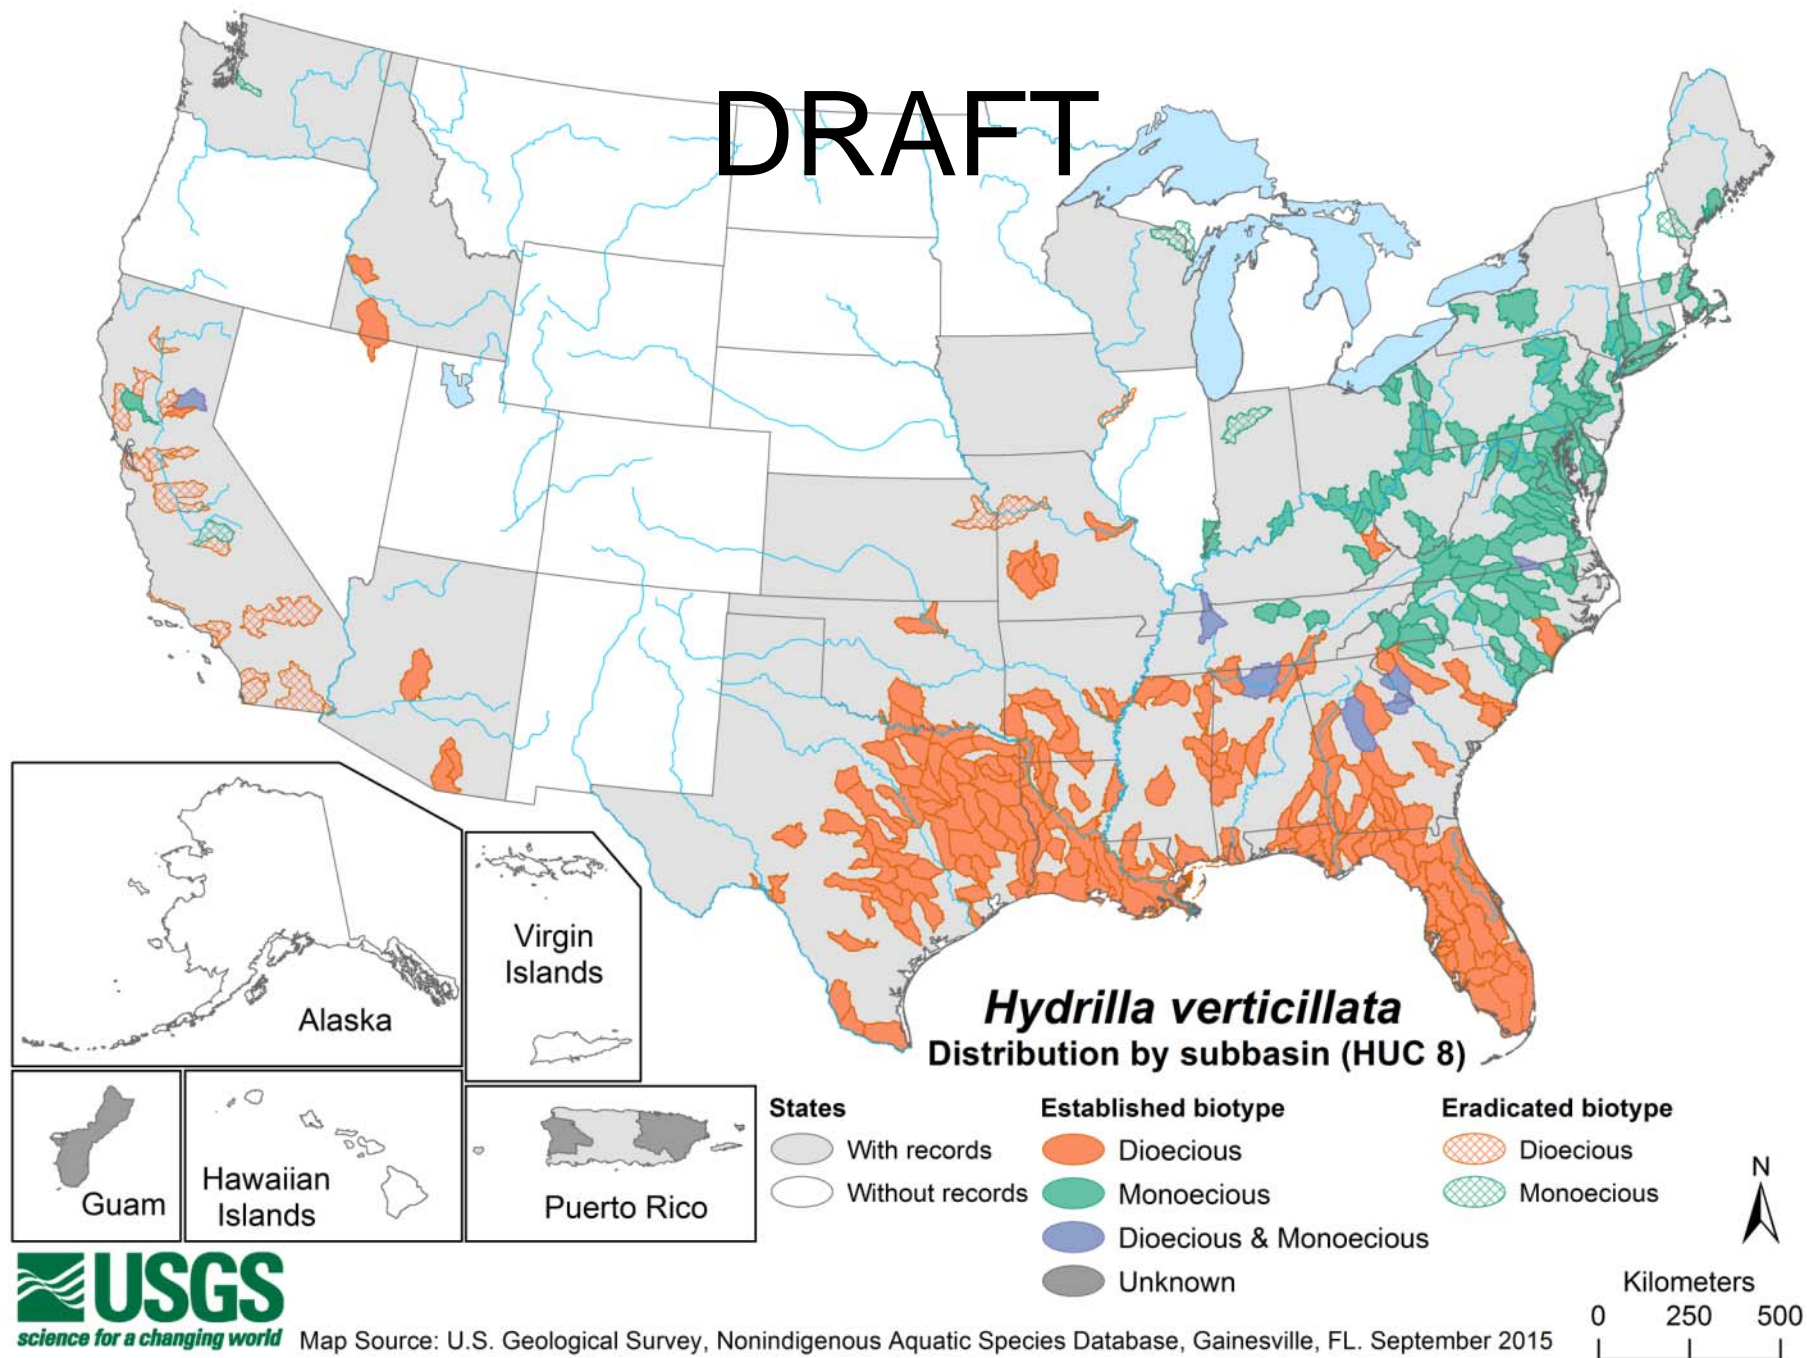 DRAFT
Virgin
Islands
Alaska
Guam
Hawaiian
Islands
Puerto Rico
Hydrilla verticillata
Distribution by subbasin (HUC 8)
States
With records
Without records
Established biotype
Dioecious
Monoecious
Dioecious & Monoecious
Unknown
Eradicated biotype
Dioecious
Monoecious
N
Kilometers
0 250 500
USGS
science for a changing world
Map Source: U.S. Geological Survey, Nonindigenous Aquatic Species Database, Gainesville, FL. September 2015